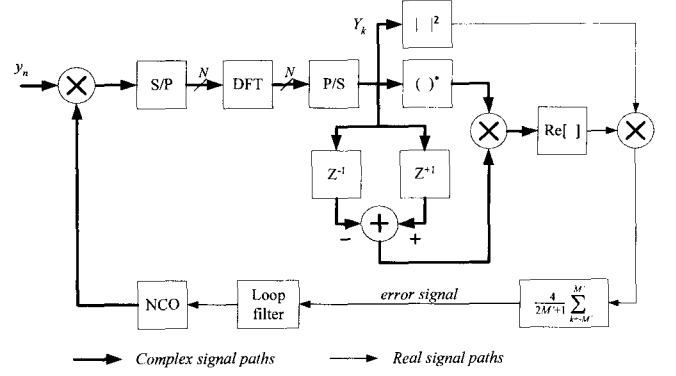 Y_k
| |²
y_n
S/P
N
DFT
N
P/S
( )*
Re[ ]
Z⁻¹
Z⁺¹
−
+
+
NCO
Loop
filter
error signal
4/(2M'+1) Σ_{k=-M'}^{M'}
Complex signal paths
Real signal paths